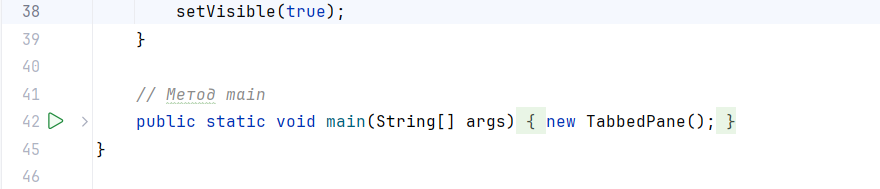 38 setVisible(true);
39 }
40
41 // Метод main
42 public static void main(String[] args) { new TabbedPane(); }
45 }
46